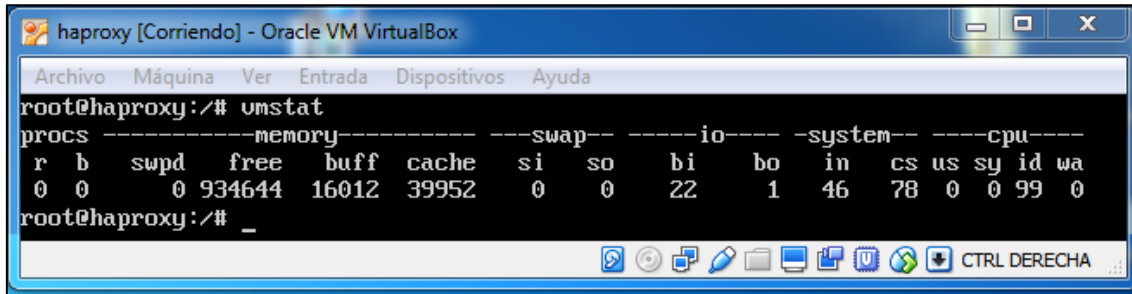 haproxy [Corriendo] - Oracle VM VirtualBox
Archivo Máquina Ver Entrada Dispositivos Ayuda
root@haproxy:/# vmstat
procs -----------memory---------- ---swap-- -----io---- -system-- ----cpu----
 r  b   swpd   free   buff  cache   si   so    bi    bo   in   cs us sy id wa
 0  0      0 934644  16012  39952    0    0    22     1   46   78  0  0 99  0
root@haproxy:/# _
CTRL DERECHA